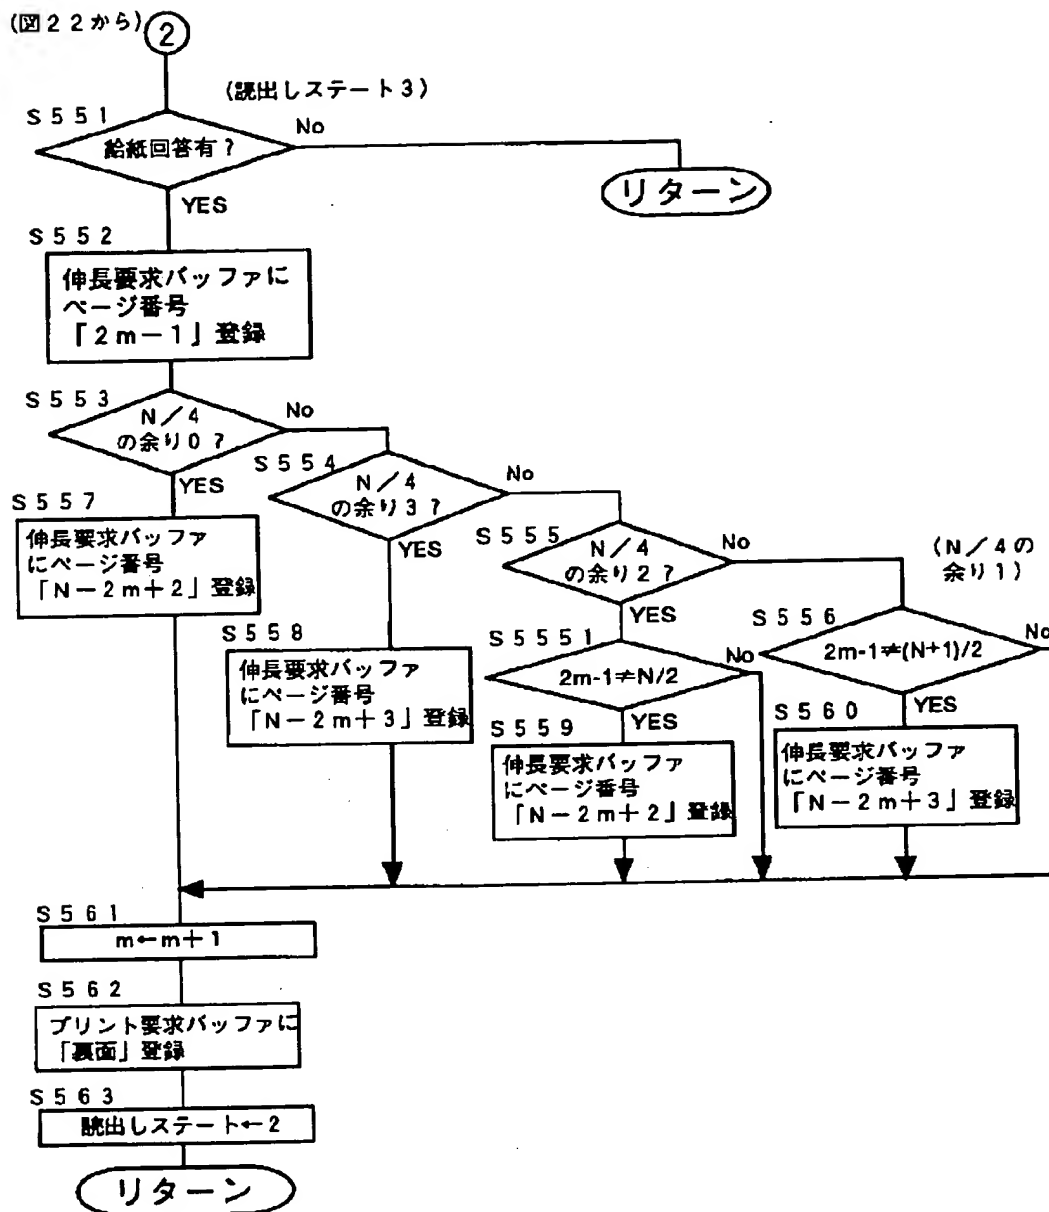 (図22から)
2
(読出しステート3)
S551
給紙回答有?
No
リターン
YES
S552
伸長要求バッファに
ページ番号
「2m−1」登録
S553
N/4
の余り0?
No
YES
S554
N/4
の余り3?
No
YES
S557
伸長要求バッファ
にページ番号
「N−2m+2」登録
S555
N/4
の余り2?
No
YES
(N/4の
余り1)
S558
伸長要求バッファ
にページ番号
「N−2m+3」登録
S5551
2m-1≠N/2
No
YES
S556
2m-1≠(N+1)/2
No
YES
S559
伸長要求バッファ
にページ番号
「N−2m+2」登録
S560
伸長要求バッファ
にページ番号
「N−2m+3」登録
S561
m←m+1
S562
プリント要求バッファに
「裏面」登録
S563
読出しステート←2
リターン